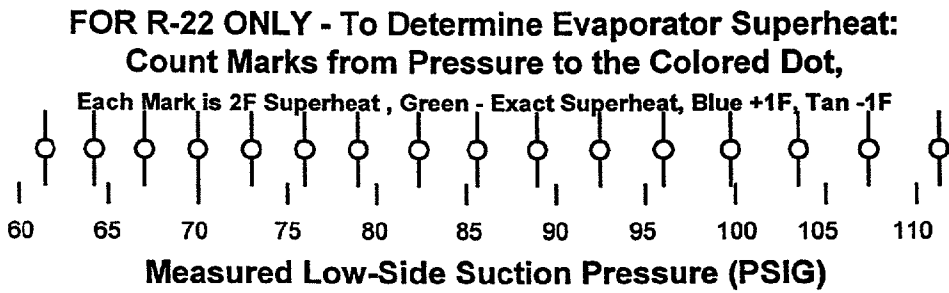 FOR R-22 ONLY - To Determine Evaporator Superheat:
Count Marks from Pressure to the Colored Dot,
Each Mark is 2F Superheat , Green - Exact Superheat, Blue +1F, Tan -1F
60 65 70 75 80 85 90 95 100 105 110
Measured Low-Side Suction Pressure (PSIG)